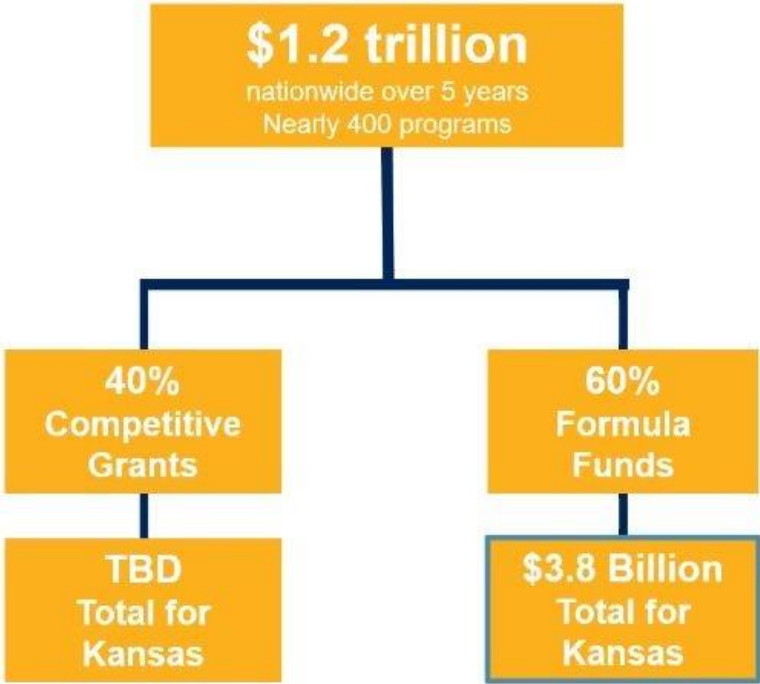 $1.2 trillion
nationwide over 5 years
Nearly 400 programs
40%
Competitive
Grants
60%
Formula
Funds
TBD
Total for
Kansas
$3.8 Billion
Total for
Kansas